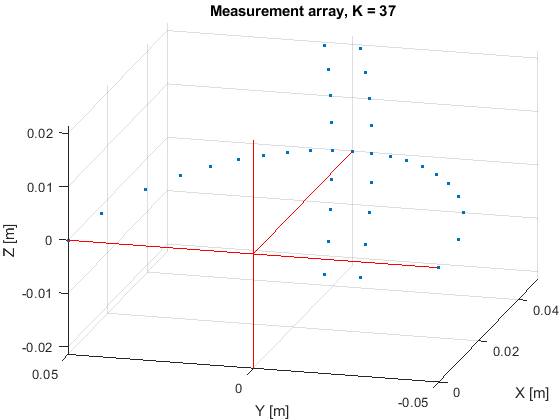 Measurement array, K = 37
0.02
0.01
0
-0.01
-0.02
Z [m]
0.05
0
-0.05
Y [m]
0
0.02
0.04
X [m]